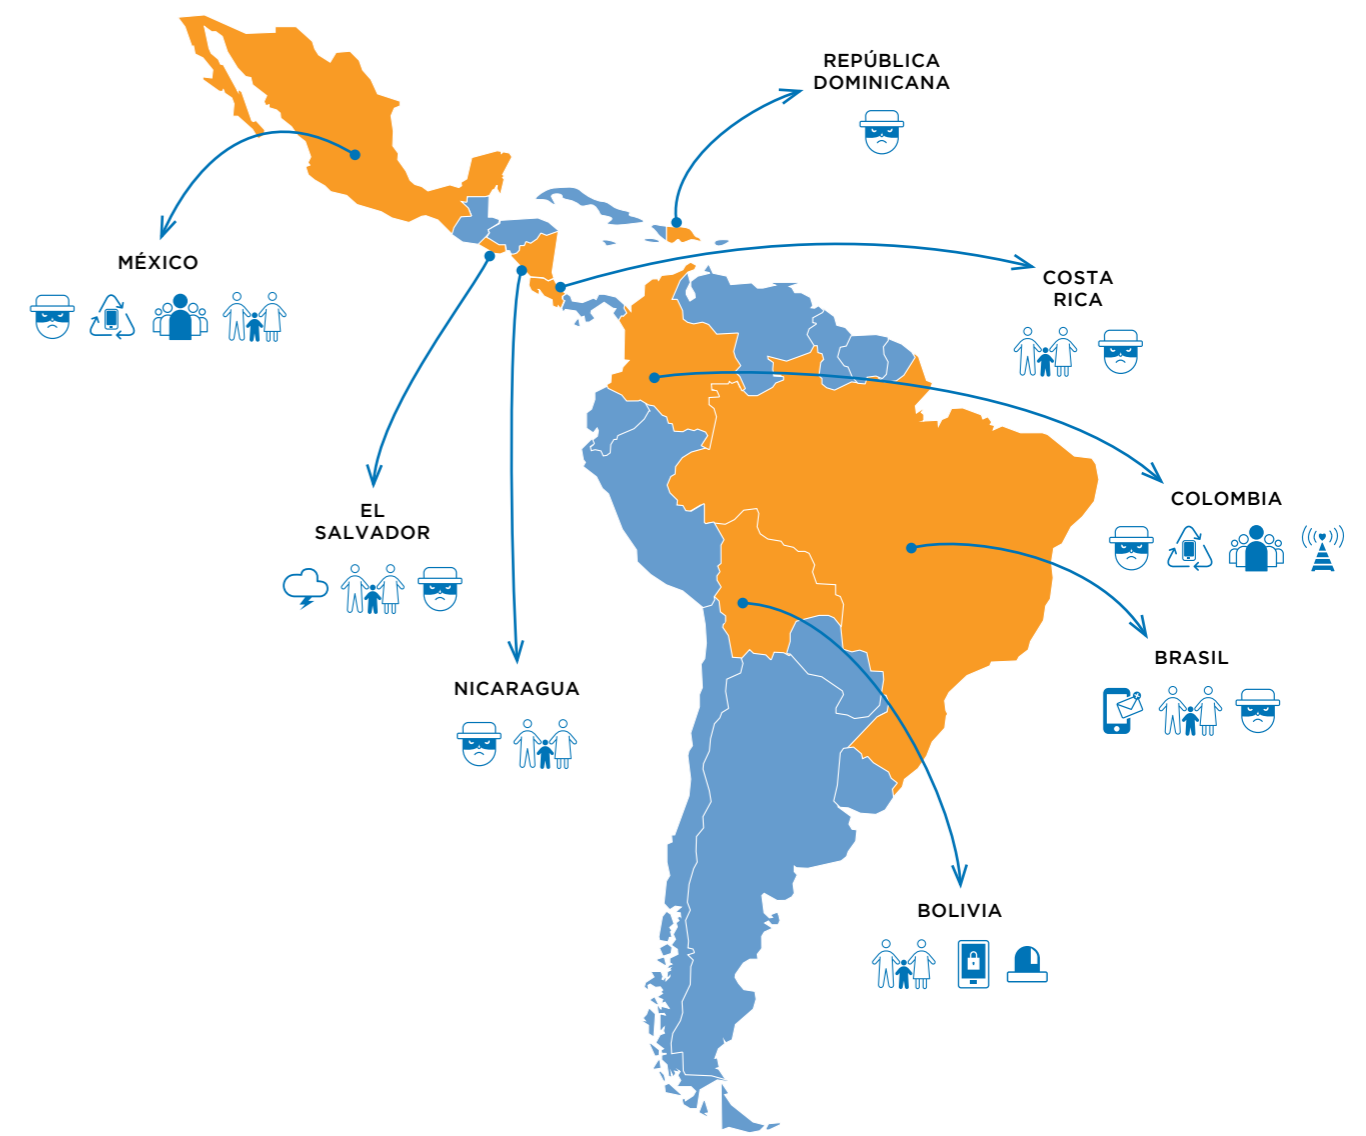 REPÚBLICA
DOMINICANA
MÉXICO
COSTA
RICA
COLOMBIA
EL
SALVADOR
BRASIL
NICARAGUA
BOLIVIA